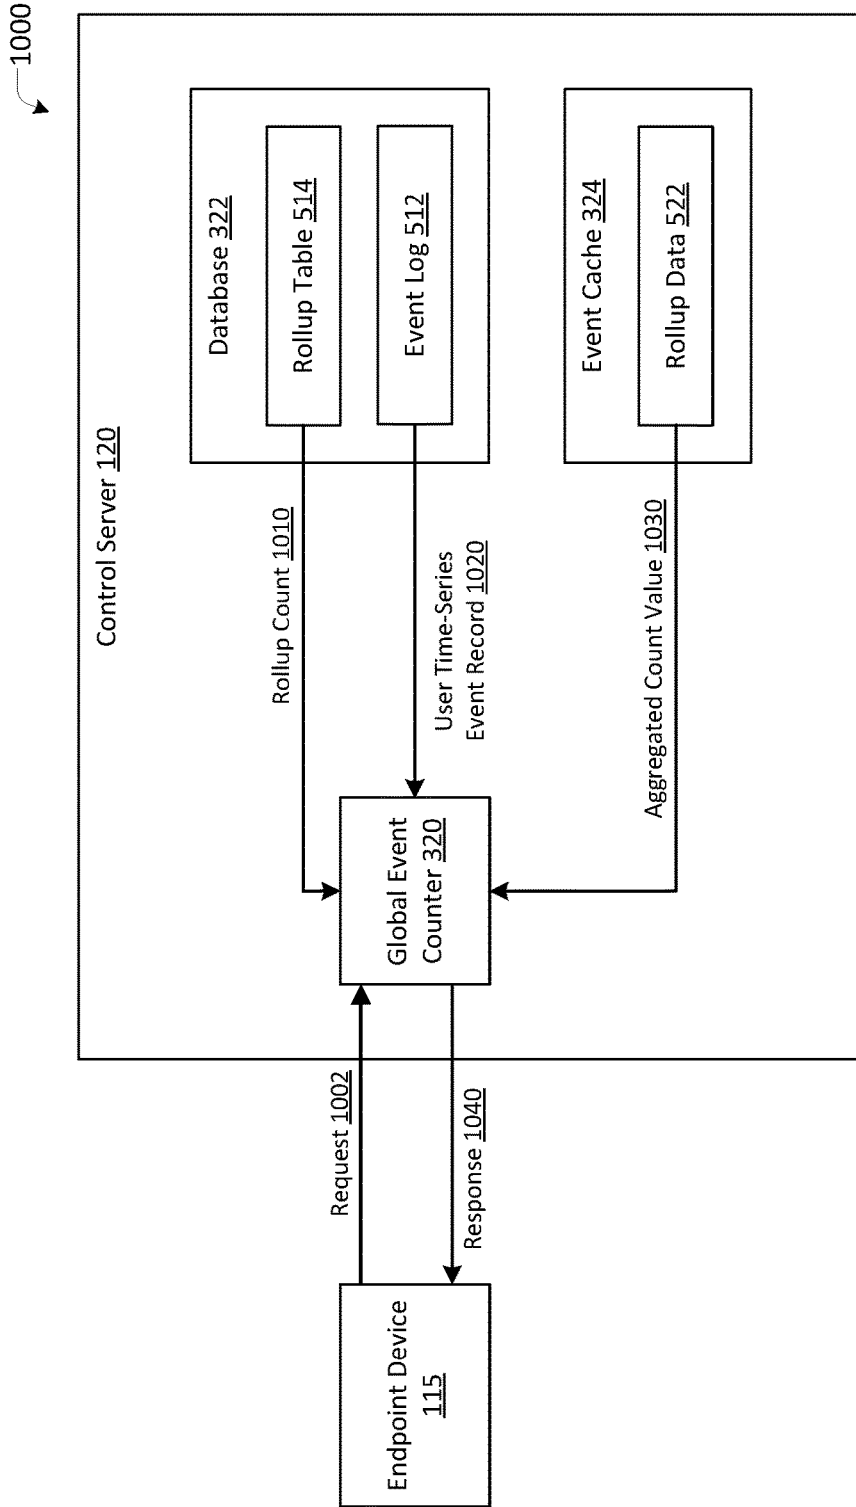 1000
Control Server 120
Database 322
Rollup Table 514
Event Log 512
Event Cache 324
Rollup Data 522
Rollup Count 1010
User Time-Series
Event Record 1020
Aggregated Count Value 1030
Global Event
Counter 320
Request 1002
Response 1040
Endpoint Device
115